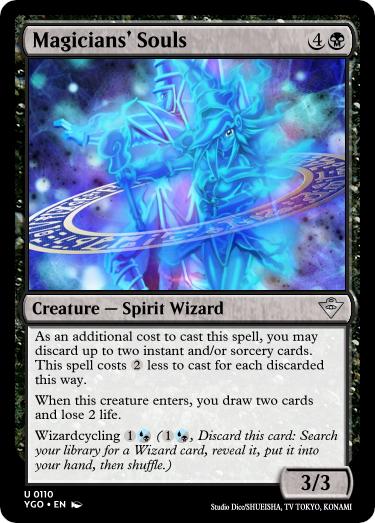 Magicians' Souls 4
Creature — Spirit Wizard
As an additional cost to cast this spell, you may
discard up to two instant and/or sorcery cards.
This spell costs 2 less to cast for each discarded
this way.
When this creature enters, you draw two cards
and lose 2 life.
Wizardcycling 1 (1, Discard this card: Search
your library for a Wizard card, reveal it, put it into
your hand, then shuffle.)
3/3
U 0110
YGO • EN
Studio Dice/SHUEISHA, TV TOKYO, KONAMI